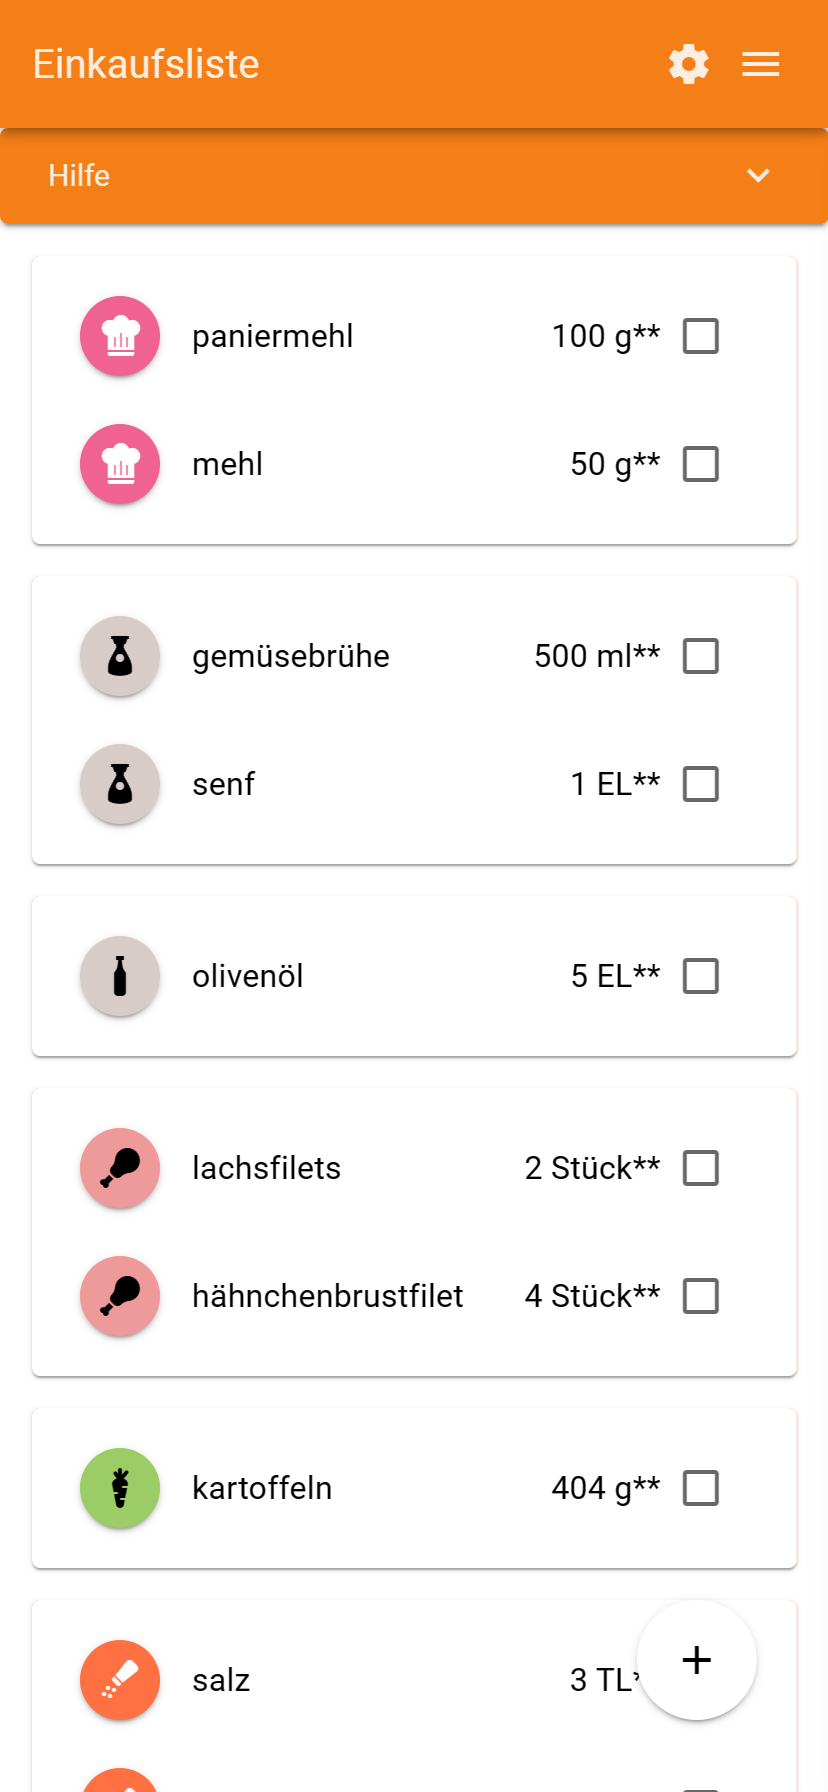 Einkaufsliste
Hilfe
paniermehl 100 g**
mehl 50 g**
gemüsebrühe 500 ml**
senf 1 EL**
olivenöl 5 EL**
lachsfilets 2 Stück**
hähnchenbrustfilet 4 Stück**
kartoffeln 404 g**
salz 3 TL*